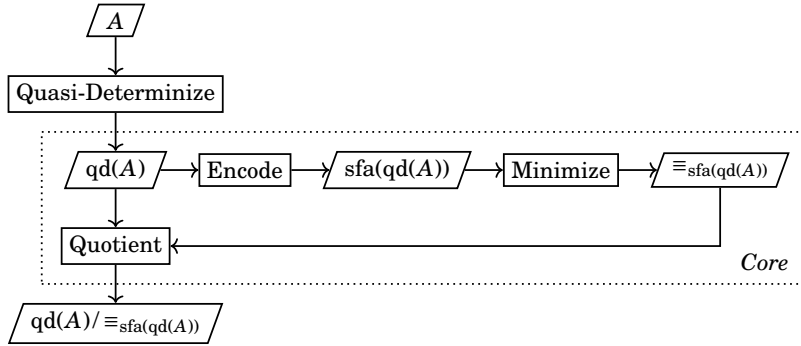 A
Quasi-Determinize
qd(A) Encode sfa(qd(A)) Minimize ≡sfa(qd(A))
Quotient
Core
qd(A)/ ≡sfa(qd(A))